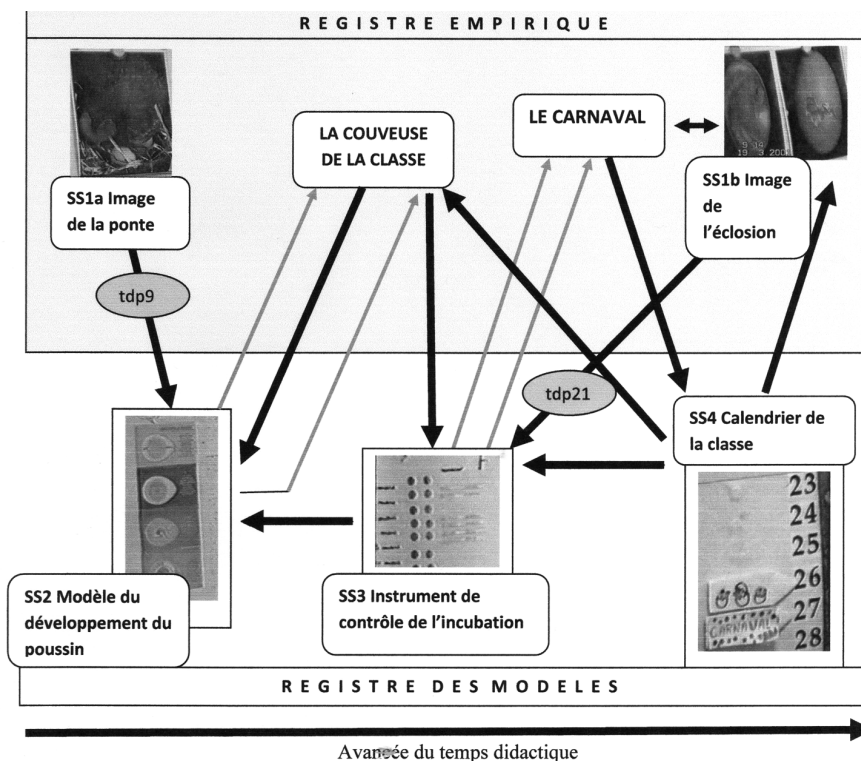 REGISTRE EMPIRIQUE
LA COUVEUSE
DE LA CLASSE
LE CARNAVAL
SS1a Image
de la ponte
SS1b Image
de
l'éclosion
tdp9
tdp21
SS4 Calendrier de
la classe
23
24
25
26
27
28
CARNAVAL
SS2 Modèle du
développement du
poussin
SS3 Instrument de
contrôle de l'incubation
REGISTRE DES MODELES
Avancée du temps didactique